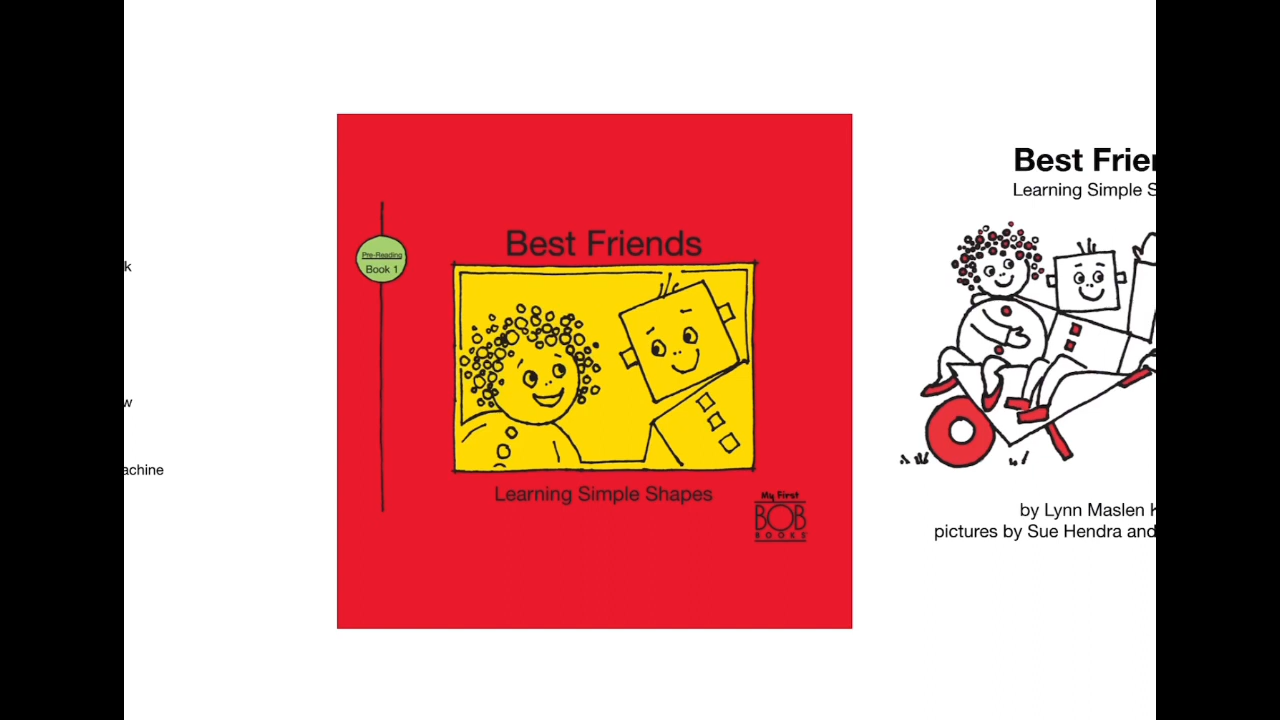 k
w
achine
Best Friends
Pre-Reading
Book 1
Learning Simple Shapes
My First
BOB
BOOKS
Best Frien
Learning Simple S
by Lynn Maslen K
pictures by Sue Hendra and